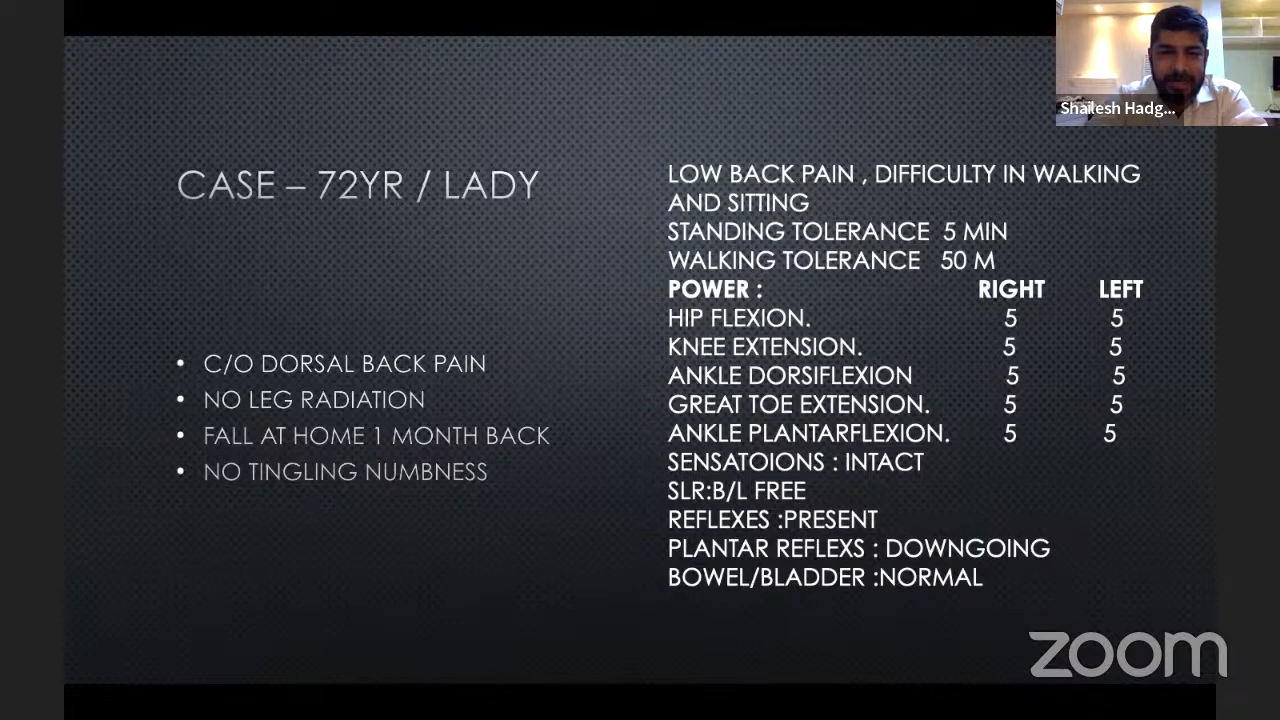 Shailesh Hadg...
CASE – 72YR / LADY
• C/O DORSAL BACK PAIN
• NO LEG RADIATION
• FALL AT HOME 1 MONTH BACK
• NO TINGLING NUMBNESS
LOW BACK PAIN , DIFFICULTY IN WALKING
AND SITTING
STANDING TOLERANCE 5 MIN
WALKING TOLERANCE 50 M
POWER : RIGHT LEFT
HIP FLEXION. 5 5
KNEE EXTENSION. 5 5
ANKLE DORSIFLEXION 5 5
GREAT TOE EXTENSION. 5 5
ANKLE PLANTARFLEXION. 5 5
SENSATOIONS : INTACT
SLR:B/L FREE
REFLEXES :PRESENT
PLANTAR REFLEXS : DOWNGOING
BOWEL/BLADDER :NORMAL
zoom